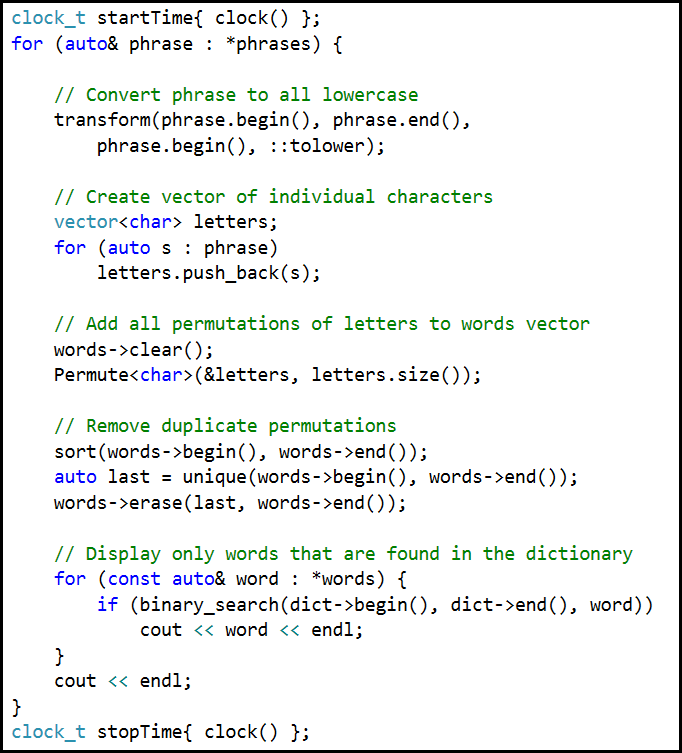 clock_t startTime{ clock() };
for (auto& phrase : *phrases) {

    // Convert phrase to all lowercase
    transform(phrase.begin(), phrase.end(),
        phrase.begin(), ::tolower);

    // Create vector of individual characters
    vector<char> letters;
    for (auto s : phrase)
        letters.push_back(s);

    // Add all permutations of letters to words vector
    words->clear();
    Permute<char>(&letters, letters.size());

    // Remove duplicate permutations
    sort(words->begin(), words->end());
    auto last = unique(words->begin(), words->end());
    words->erase(last, words->end());

    // Display only words that are found in the dictionary
    for (const auto& word : *words) {
        if (binary_search(dict->begin(), dict->end(), word))
            cout << word << endl;
    }
    cout << endl;
}
clock_t stopTime{ clock() };